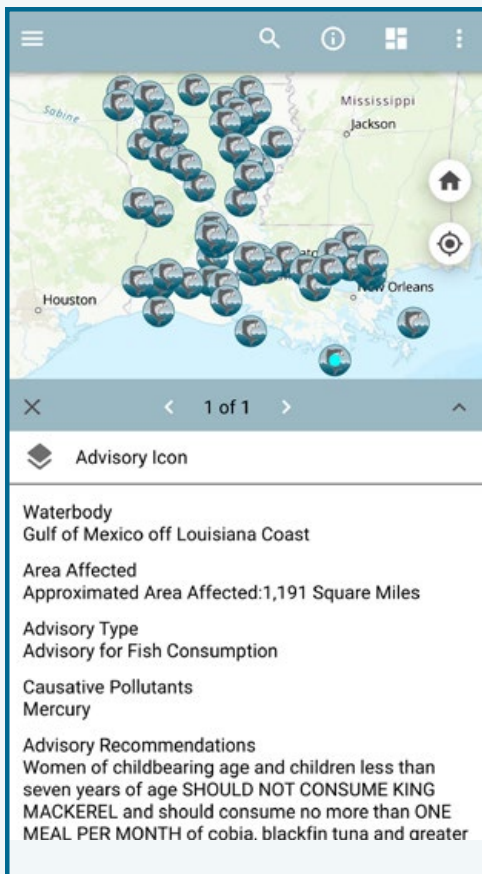 Sabine
Mississippi
Jackson
Houston
New Orleans
1 of 1
Advisory Icon
Waterbody
Gulf of Mexico off Louisiana Coast
Area Affected
Approximated Area Affected:1,191 Square Miles
Advisory Type
Advisory for Fish Consumption
Causative Pollutants
Mercury
Advisory Recommendations
Women of childbearing age and children less than
seven years of age SHOULD NOT CONSUME KING
MACKEREL and should consume no more than ONE
MEAL PER MONTH of cobia, blackfin tuna and greater